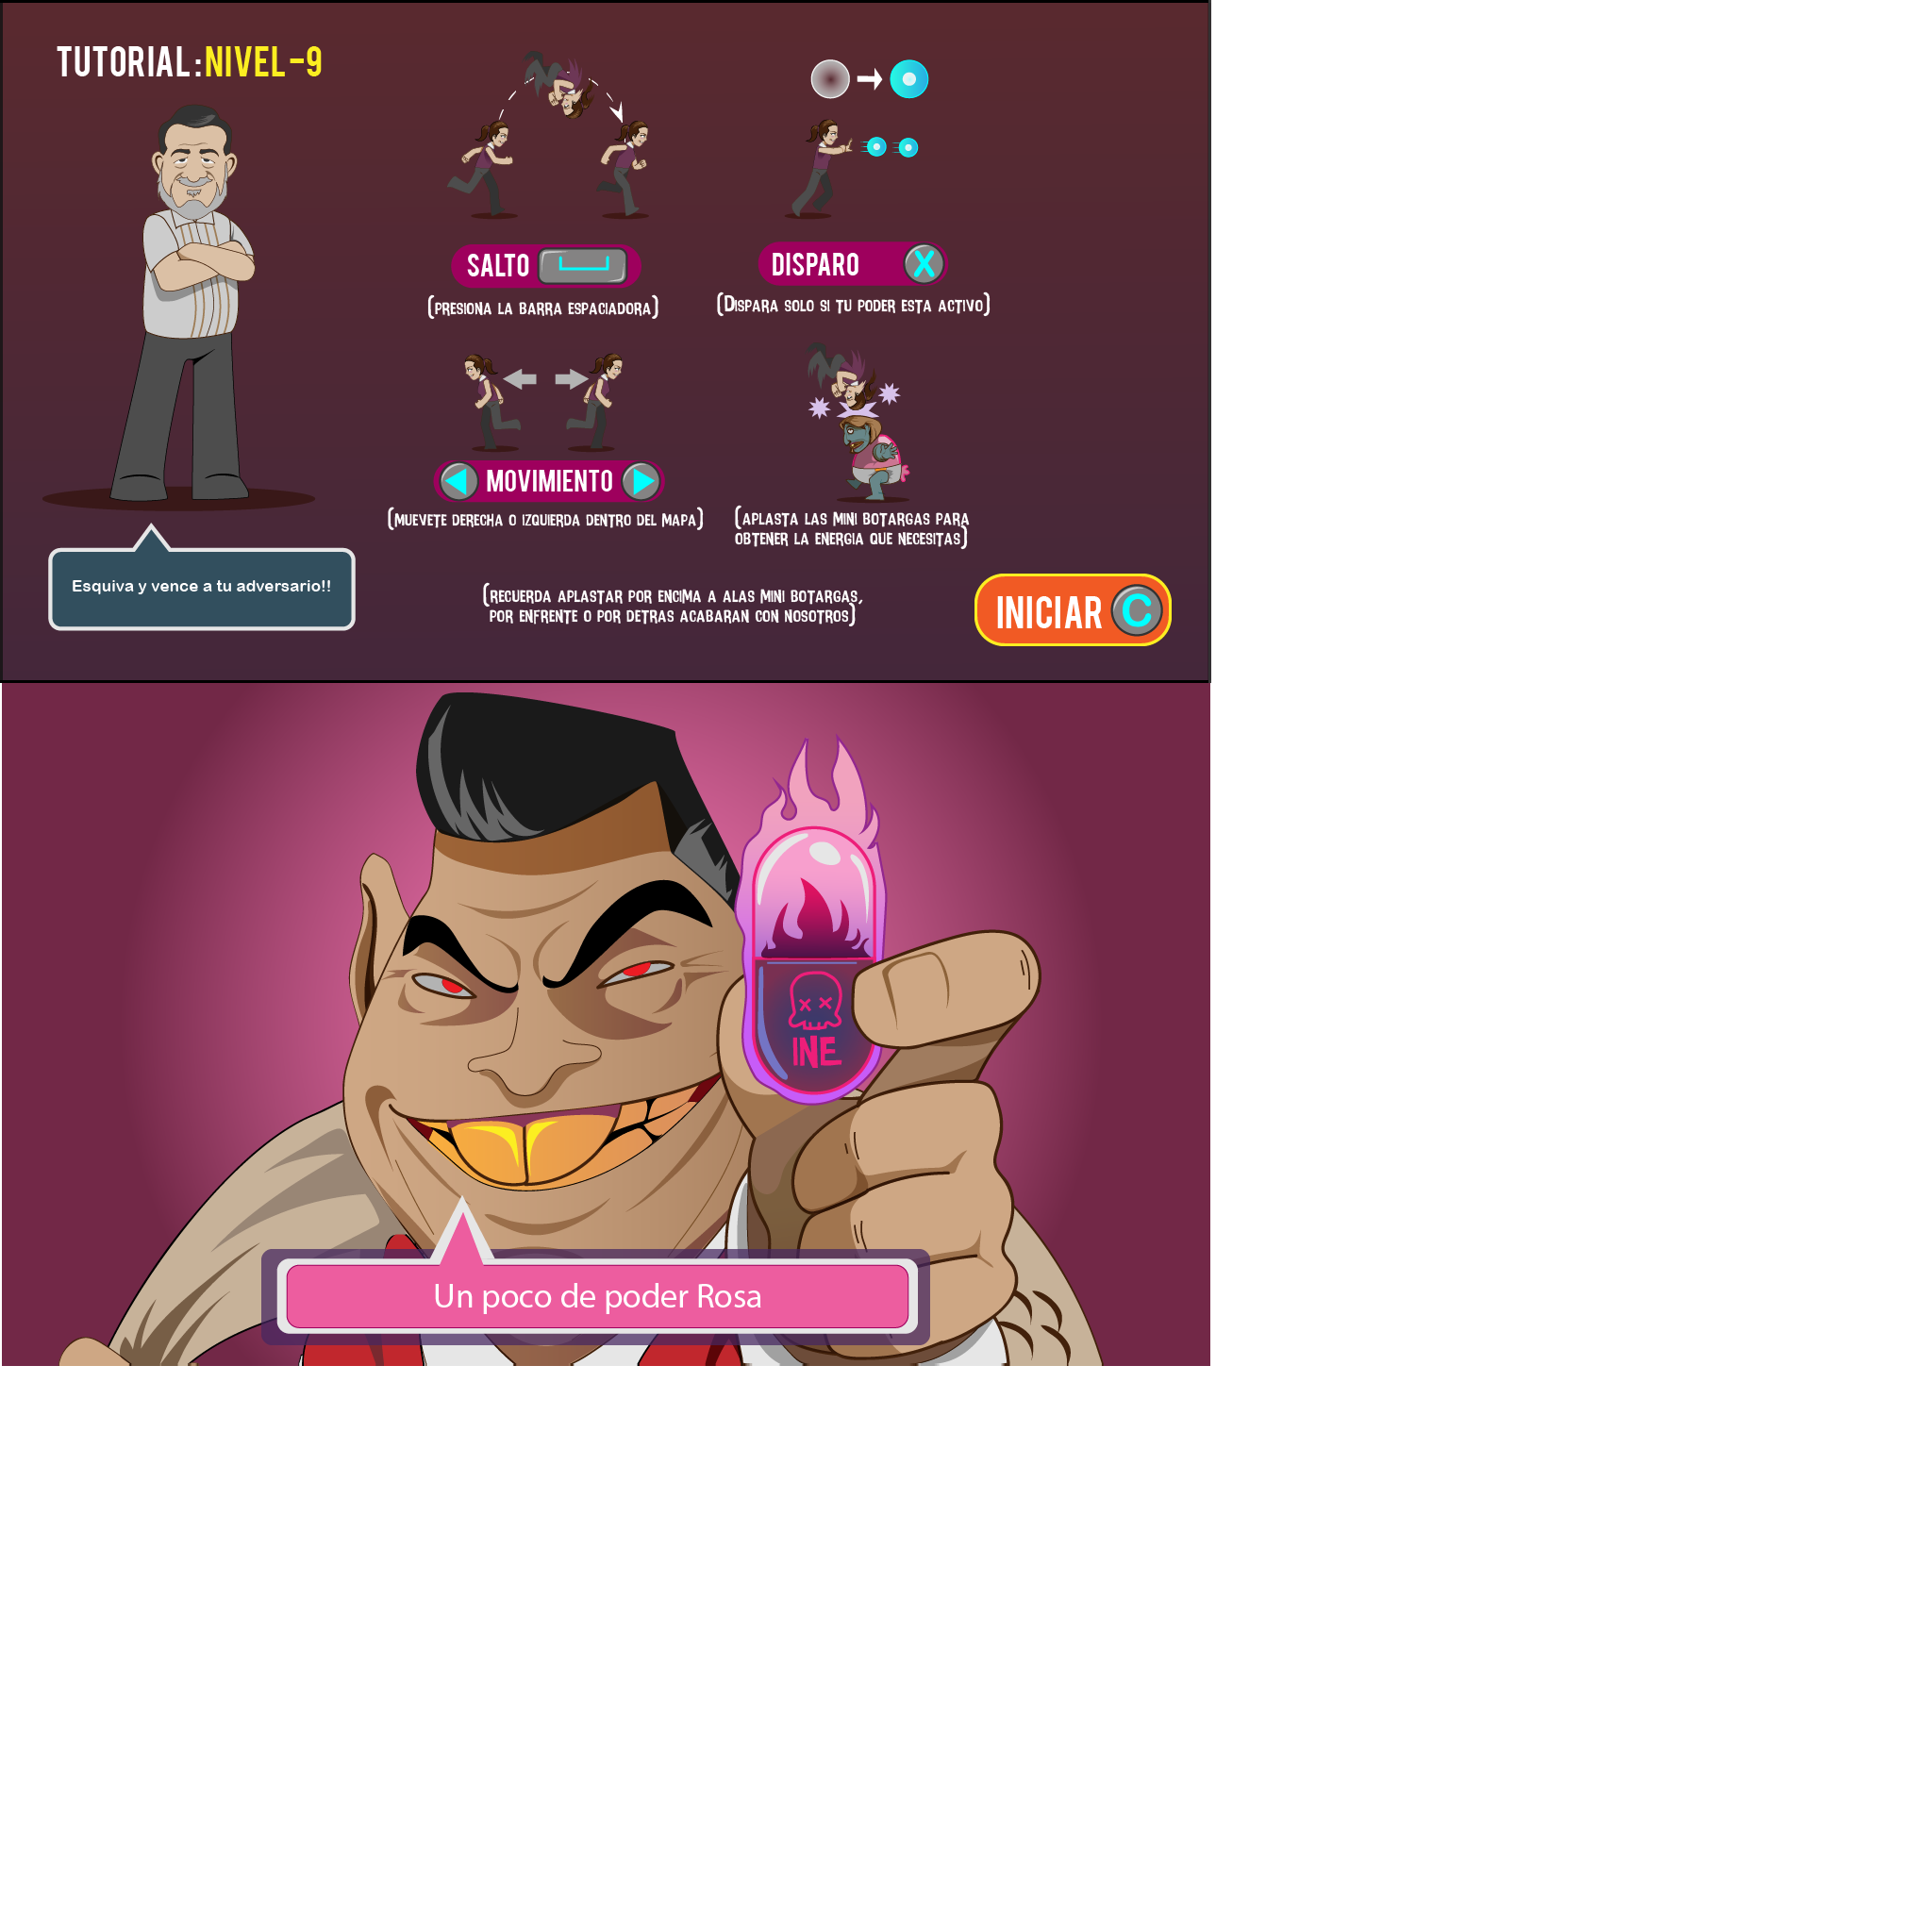 TUTORIAL:NIVEL-9
SALTO
(PRESIONA LA BARRA ESPACIADORA)
DISPARO X
(DISPARA SOLO SI TU PODER ESTA ACTIVO)
MOVIMIENTO
(MUEVETE DERECHA O IZQUIERDA DENTRO DEL MAPA)
(APLASTA LAS MINI BOTARGAS PARA
OBTENER LA ENERGIA QUE NECESITAS)
Esquiva y vence a tu adversario!!
(RECUERDA APLASTAR POR ENCIMA A ALAS MINI BOTARGAS,
POR ENFRENTE O POR DETRAS ACABARAN CON NOSOTROS)
INICIAR C
INE
Un poco de poder Rosa